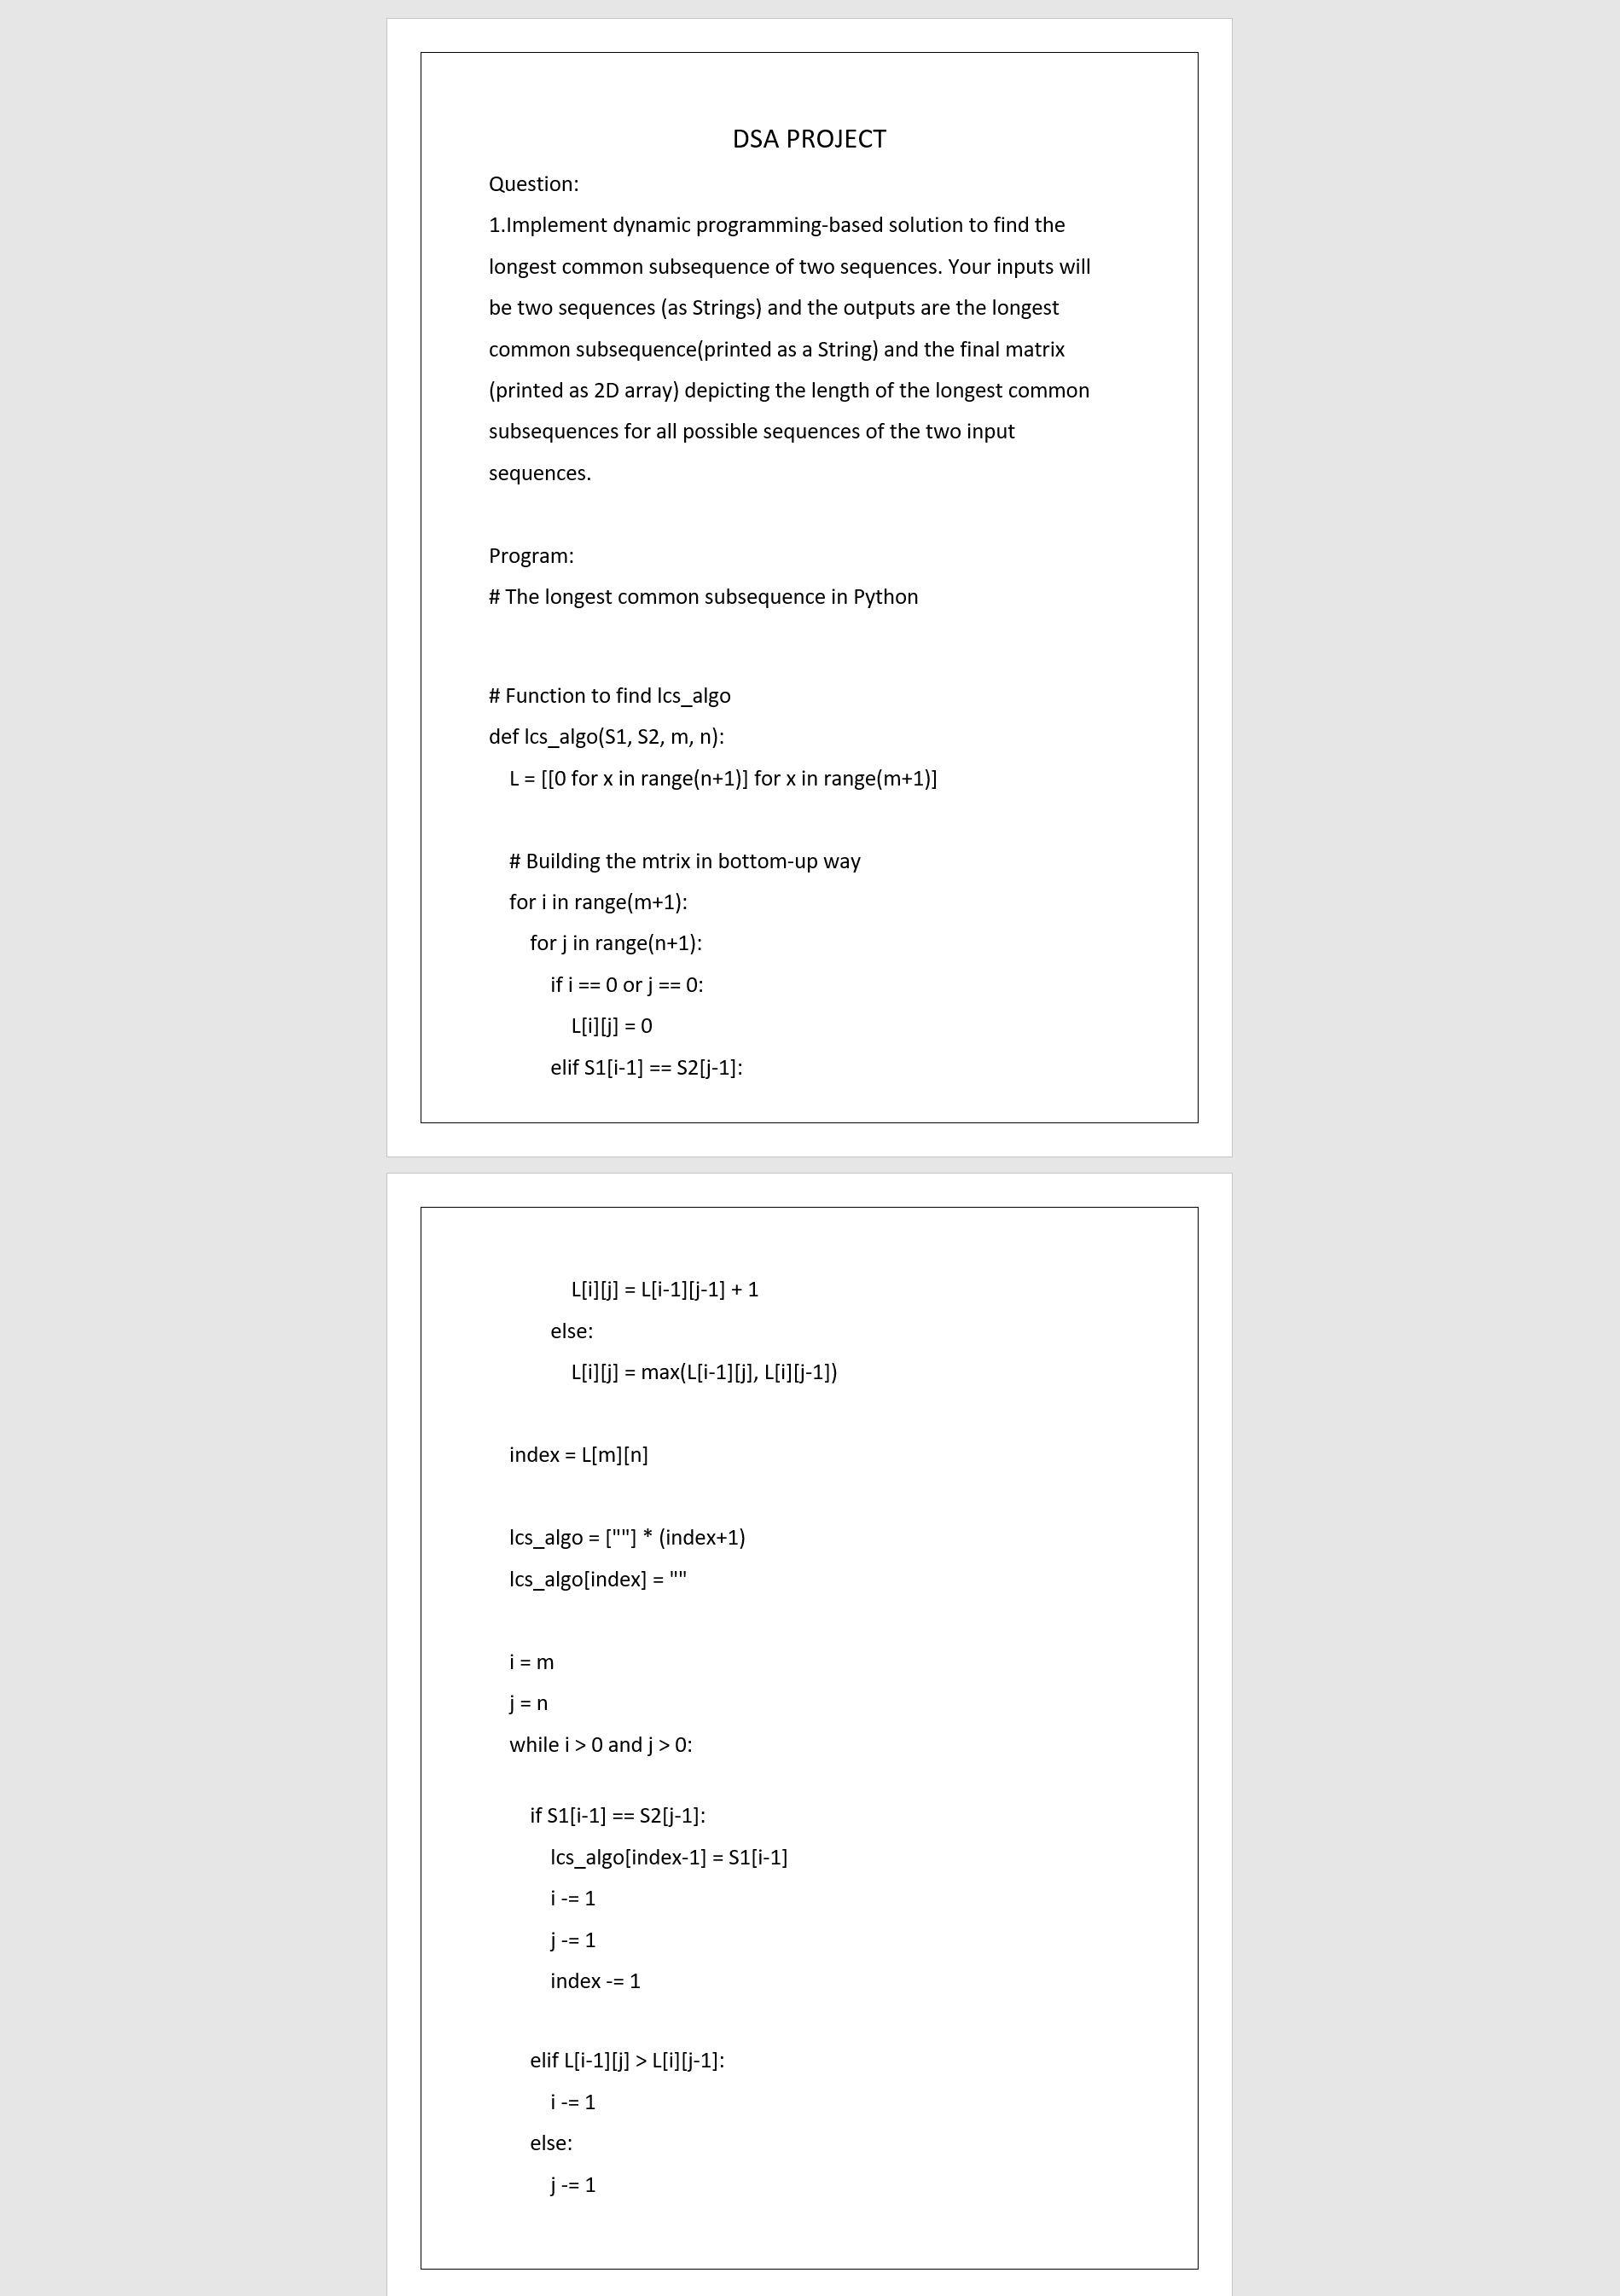 DSA PROJECT
Question:
1.Implement dynamic programming-based solution to find the
longest common subsequence of two sequences. Your inputs will
be two sequences (as Strings) and the outputs are the longest
common subsequence(printed as a String) and the final matrix
(printed as 2D array) depicting the length of the longest common
subsequences for all possible sequences of the two input
sequences.
Program:
# The longest common subsequence in Python
# Function to find lcs_algo
def lcs_algo(S1, S2, m, n):
    L = [[0 for x in range(n+1)] for x in range(m+1)]
    # Building the mtrix in bottom-up way
    for i in range(m+1):
        for j in range(n+1):
            if i == 0 or j == 0:
                L[i][j] = 0
            elif S1[i-1] == S2[j-1]:
                L[i][j] = L[i-1][j-1] + 1
            else:
                L[i][j] = max(L[i-1][j], L[i][j-1])
    index = L[m][n]
    lcs_algo = [""] * (index+1)
    lcs_algo[index] = ""
    i = m
    j = n
    while i > 0 and j > 0:
        if S1[i-1] == S2[j-1]:
            lcs_algo[index-1] = S1[i-1]
            i -= 1
            j -= 1
            index -= 1
        elif L[i-1][j] > L[i][j-1]:
            i -= 1
        else:
            j -= 1